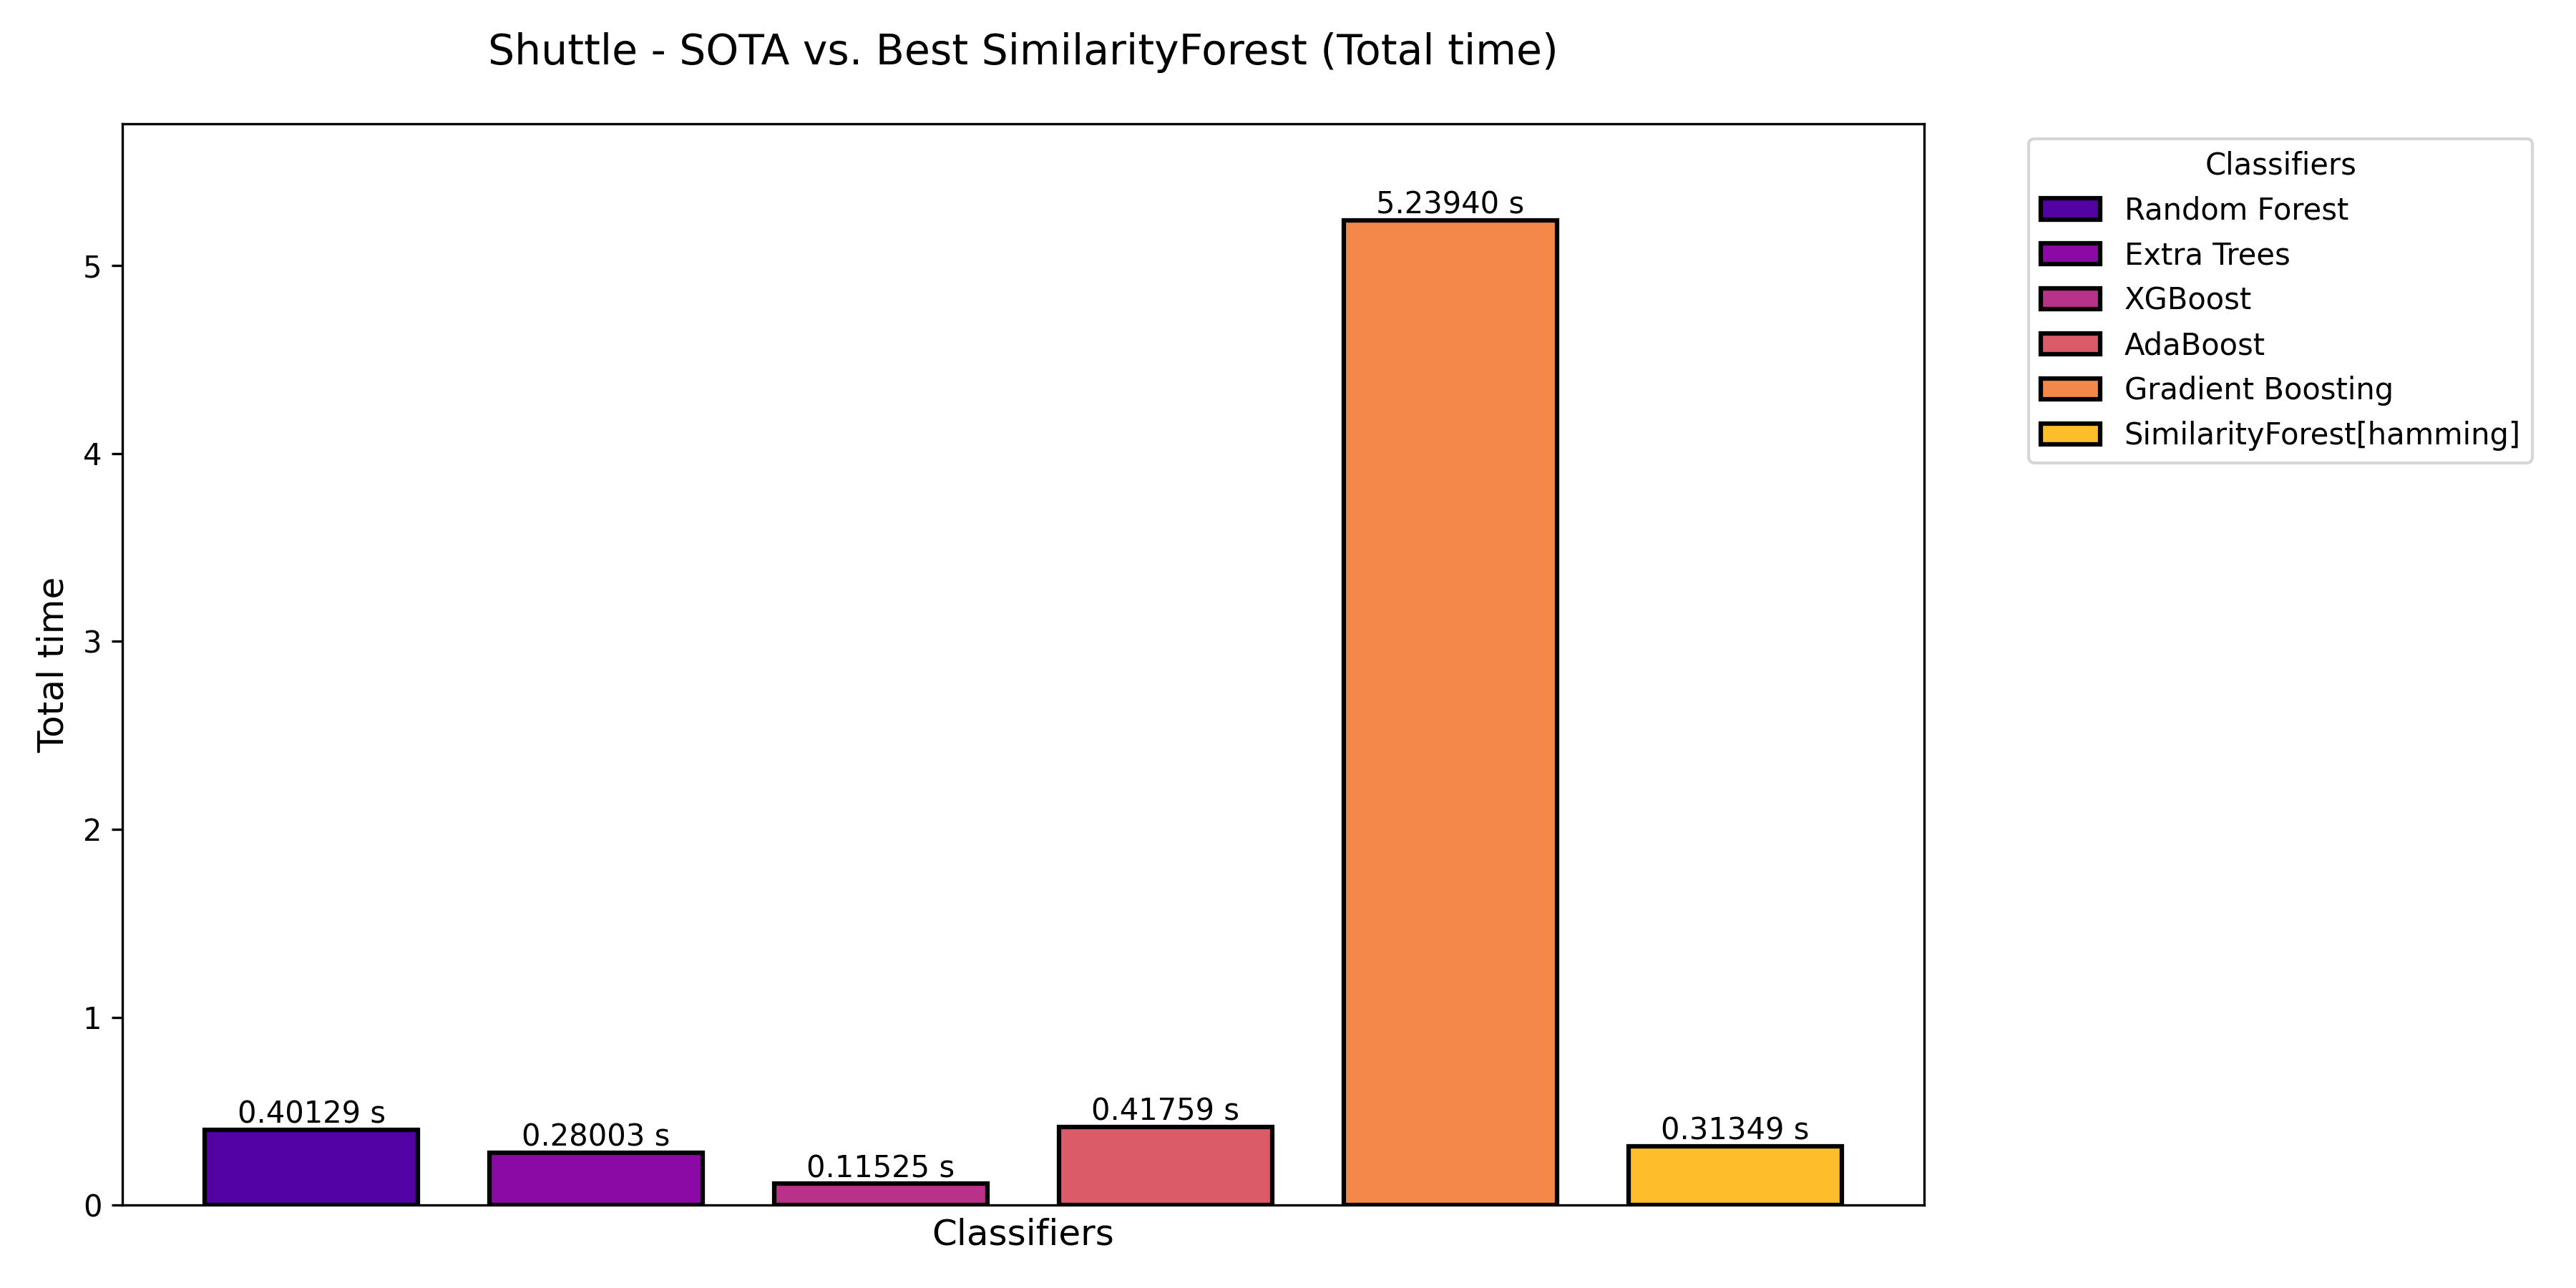 Shuttle - SOTA vs. Best SimilarityForest (Total time)
Total time
5
4
3
2
1
0
0.40129 s
0.28003 s
0.11525 s
0.41759 s
5.23940 s
0.31349 s
Classifiers
Classifiers
Random Forest
Extra Trees
XGBoost
AdaBoost
Gradient Boosting
SimilarityForest[hamming]